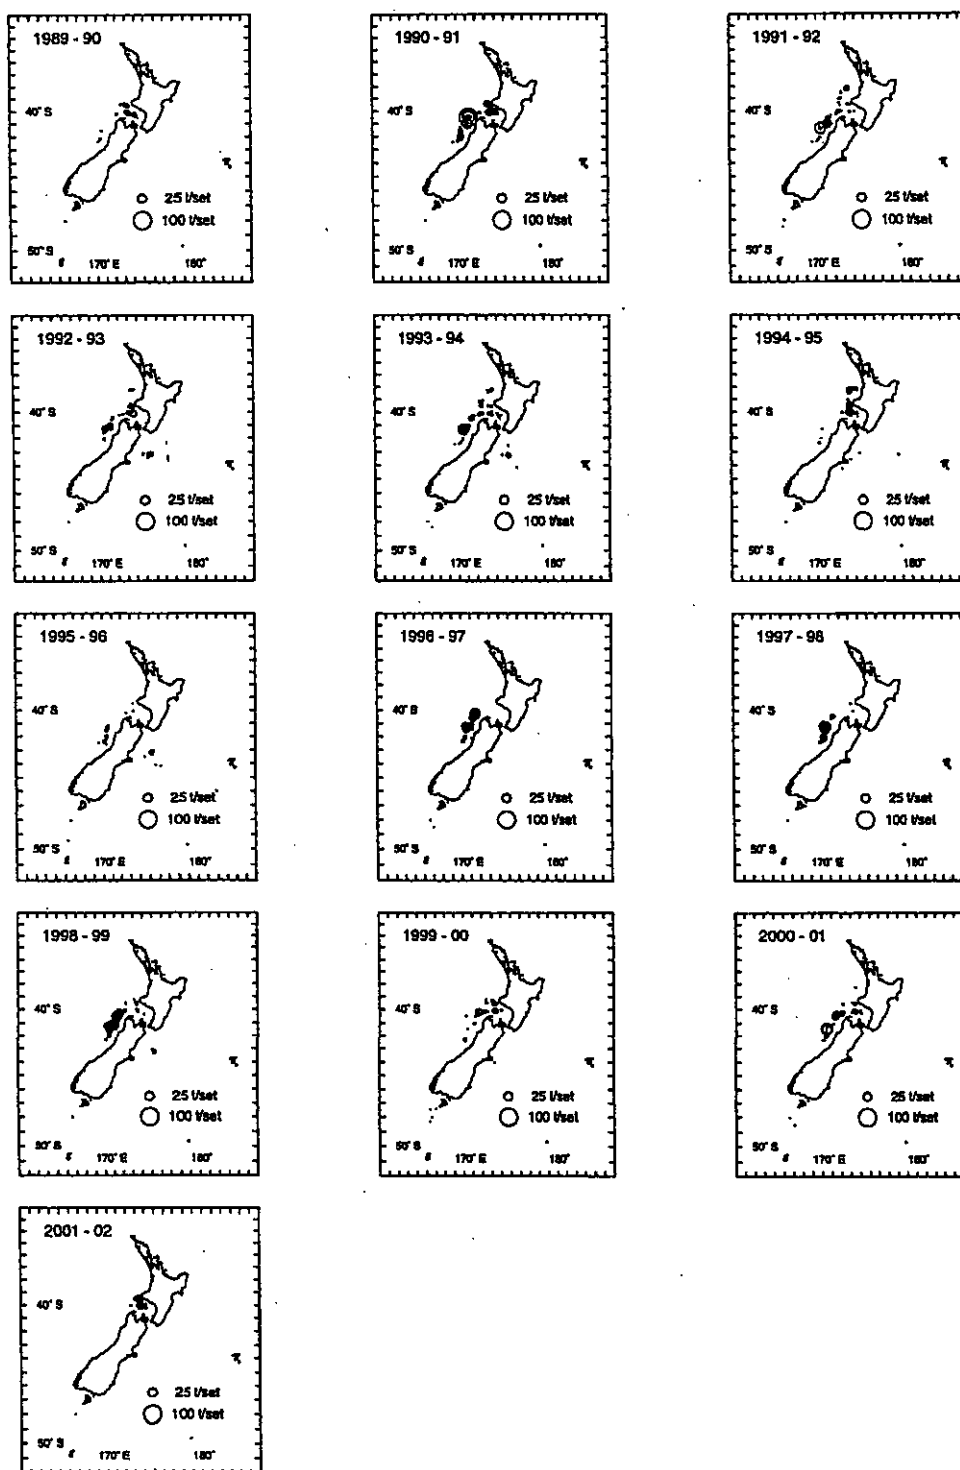 1989 - 90
40° S
25 t/set
100 t/set
50° S
170° E
180°
1990 - 91
40° S
25 t/set
100 t/set
50° S
170° E
180°
1991 - 92
40° S
25 t/set
100 t/set
50° S
170° E
180°
1992 - 93
40° S
25 t/set
100 t/set
50° S
170° E
180°
1993 - 94
40° S
25 t/set
100 t/set
50° S
170° E
180°
1994 - 95
40° S
25 t/set
100 t/set
50° S
170° E
180°
1995 - 96
40° S
25 t/set
100 t/set
50° S
170° E
180°
1996 - 97
40° S
25 t/set
100 t/set
50° S
170° E
180°
1997 - 98
40° S
25 t/set
100 t/set
50° S
170° E
180°
1998 - 99
40° S
25 t/set
100 t/set
50° S
170° E
180°
1999 - 00
40° S
25 t/set
100 t/set
50° S
170° E
180°
2000 - 01
40° S
25 t/set
100 t/set
50° S
170° E
180°
2001 - 02
40° S
25 t/set
100 t/set
50° S
170° E
180°